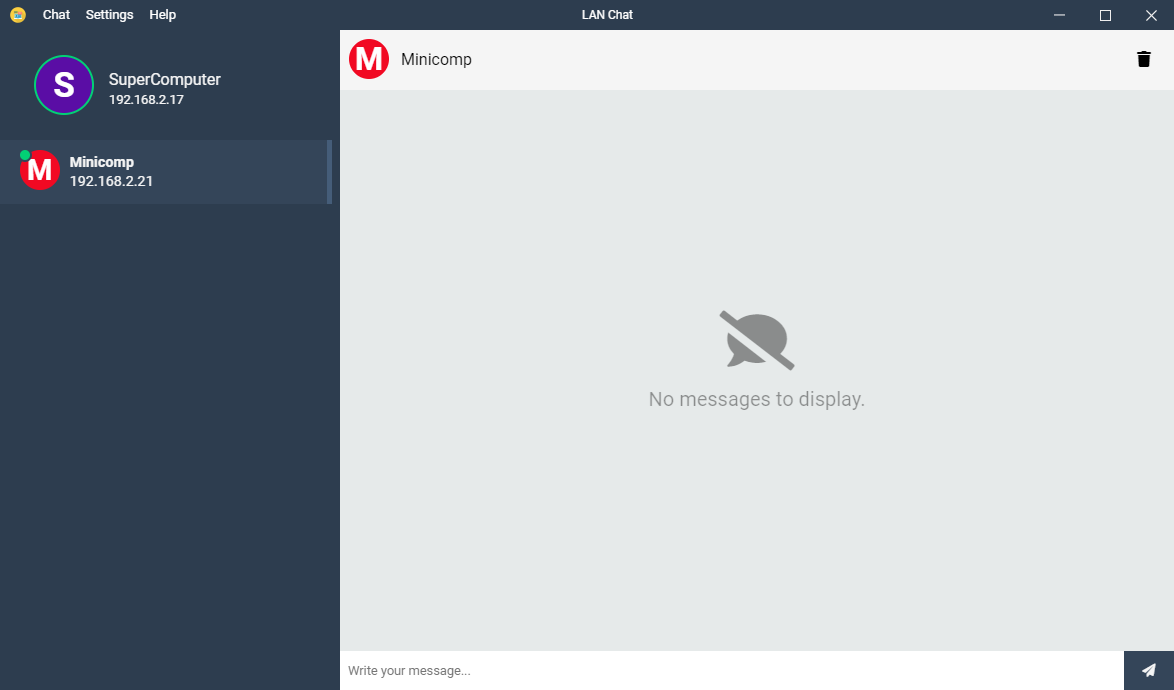 Chat Settings Help
LAN Chat
S
SuperComputer
192.168.2.17
M
Minicomp
192.168.2.21
M
Minicomp
No messages to display.
Write your message...